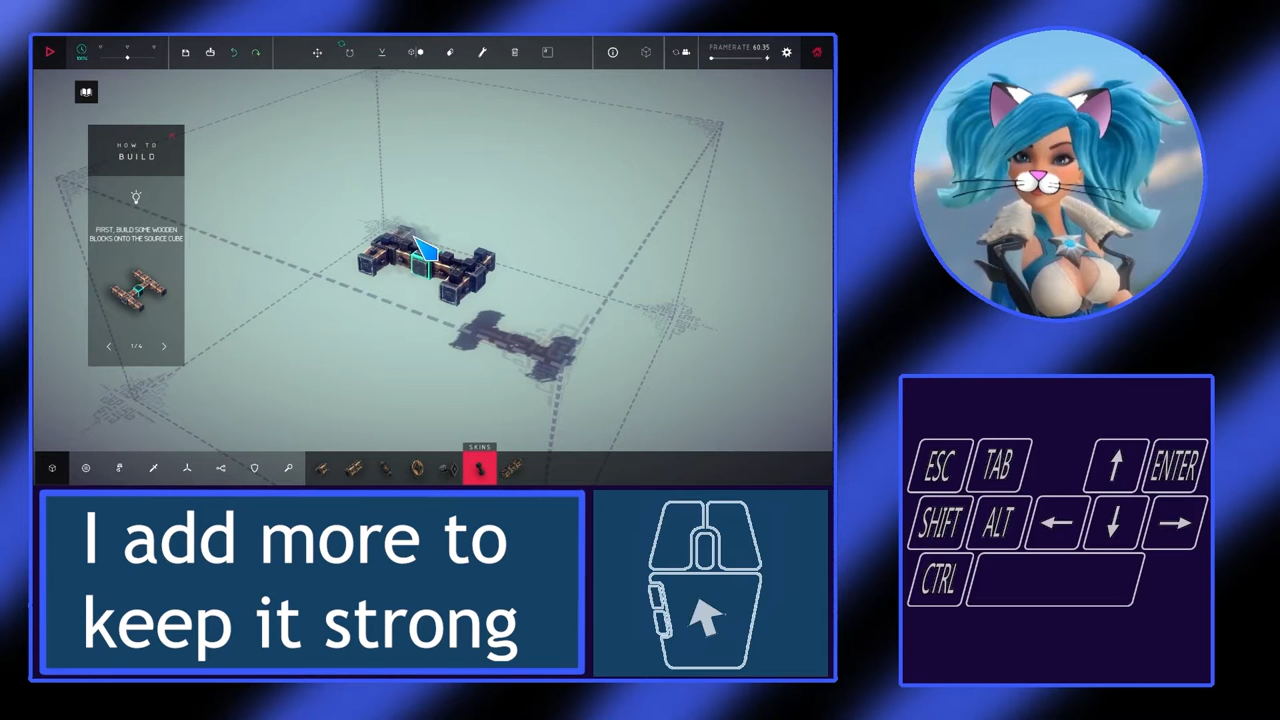 100%
FRAMERATE 60.35
HOW TO
BUILD
FIRST, BUILD SOME WOODEN
BLOCKS ONTO THE SOURCE CUBE
1/4
SKINS
I add more to
keep it strong
ESC TAB ↑ ENTER
SHIFT ALT ← ↓ →
CTRL